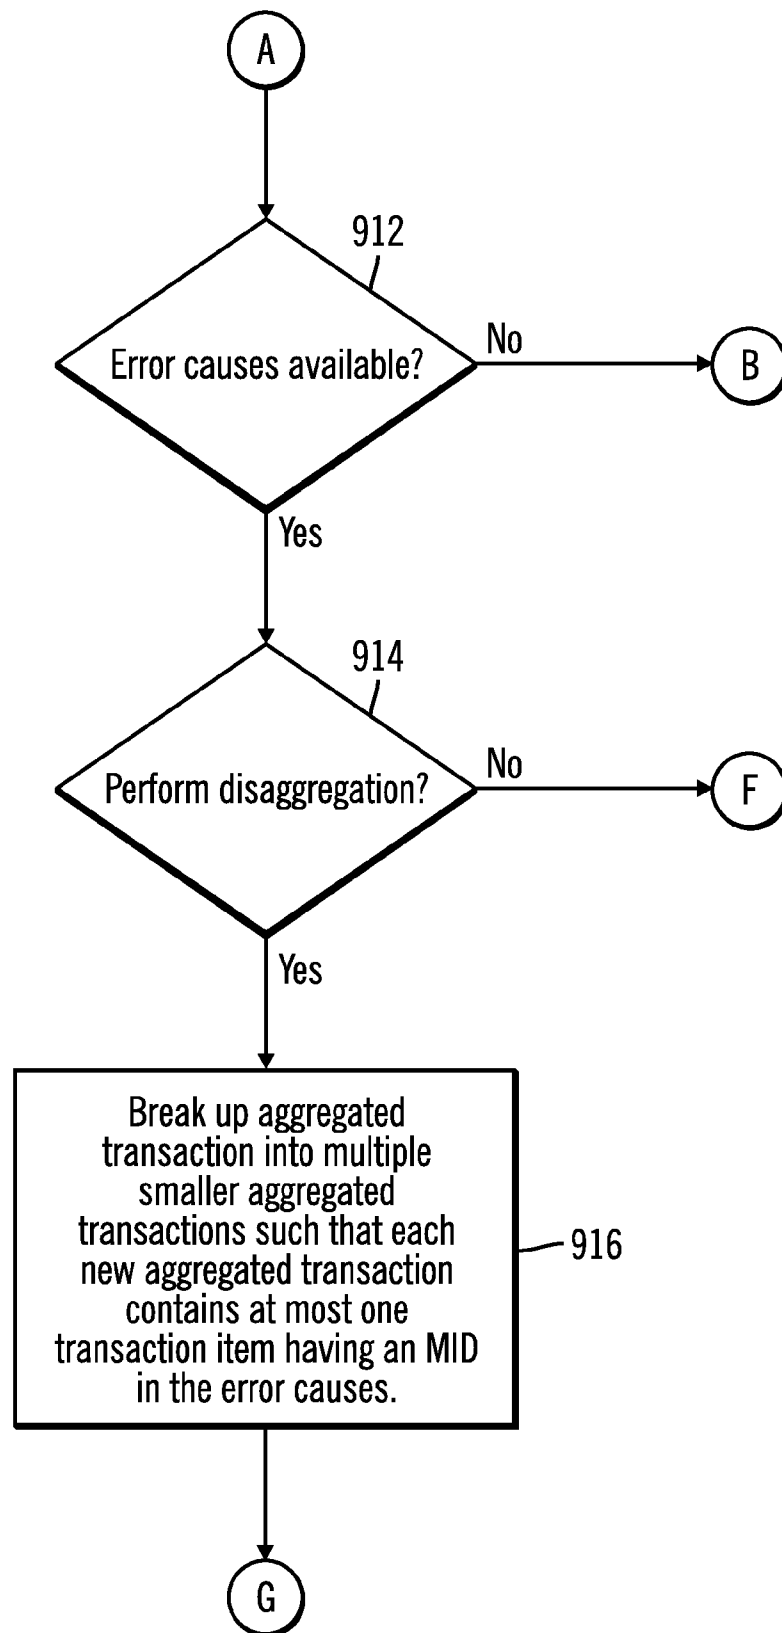 A
912
Error causes available?
No
B
Yes
914
Perform disaggregation?
No
F
Yes
Break up aggregated
transaction into multiple
smaller aggregated
transactions such that each
new aggregated transaction
contains at most one
transaction item having an MID
in the error causes.
916
G